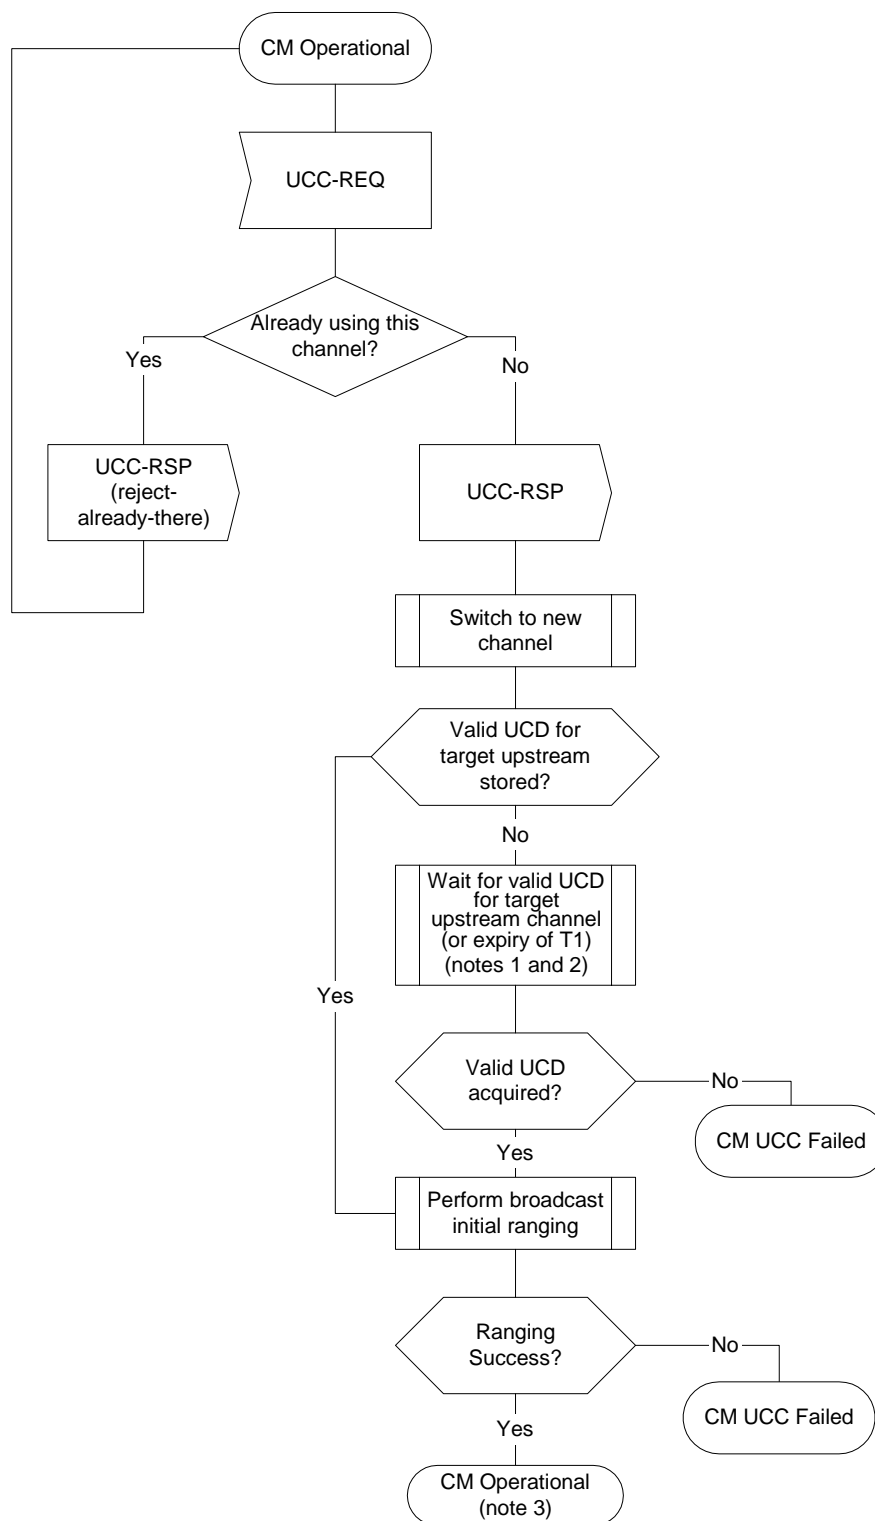 CM Operational
UCC-REQ
Already using this
channel?
Yes
No
UCC-RSP
(reject-
already-there)
UCC-RSP
Switch to new
channel
Valid UCD for
target upstream
stored?
No
Wait for valid UCD
for target
upstream channel
(or expiry of T1)
(notes 1 and 2)
Yes
Valid UCD
acquired?
No
CM UCC Failed
Yes
Perform broadcast
initial ranging
Ranging
Success?
No
CM UCC Failed
Yes
CM Operational
(note 3)